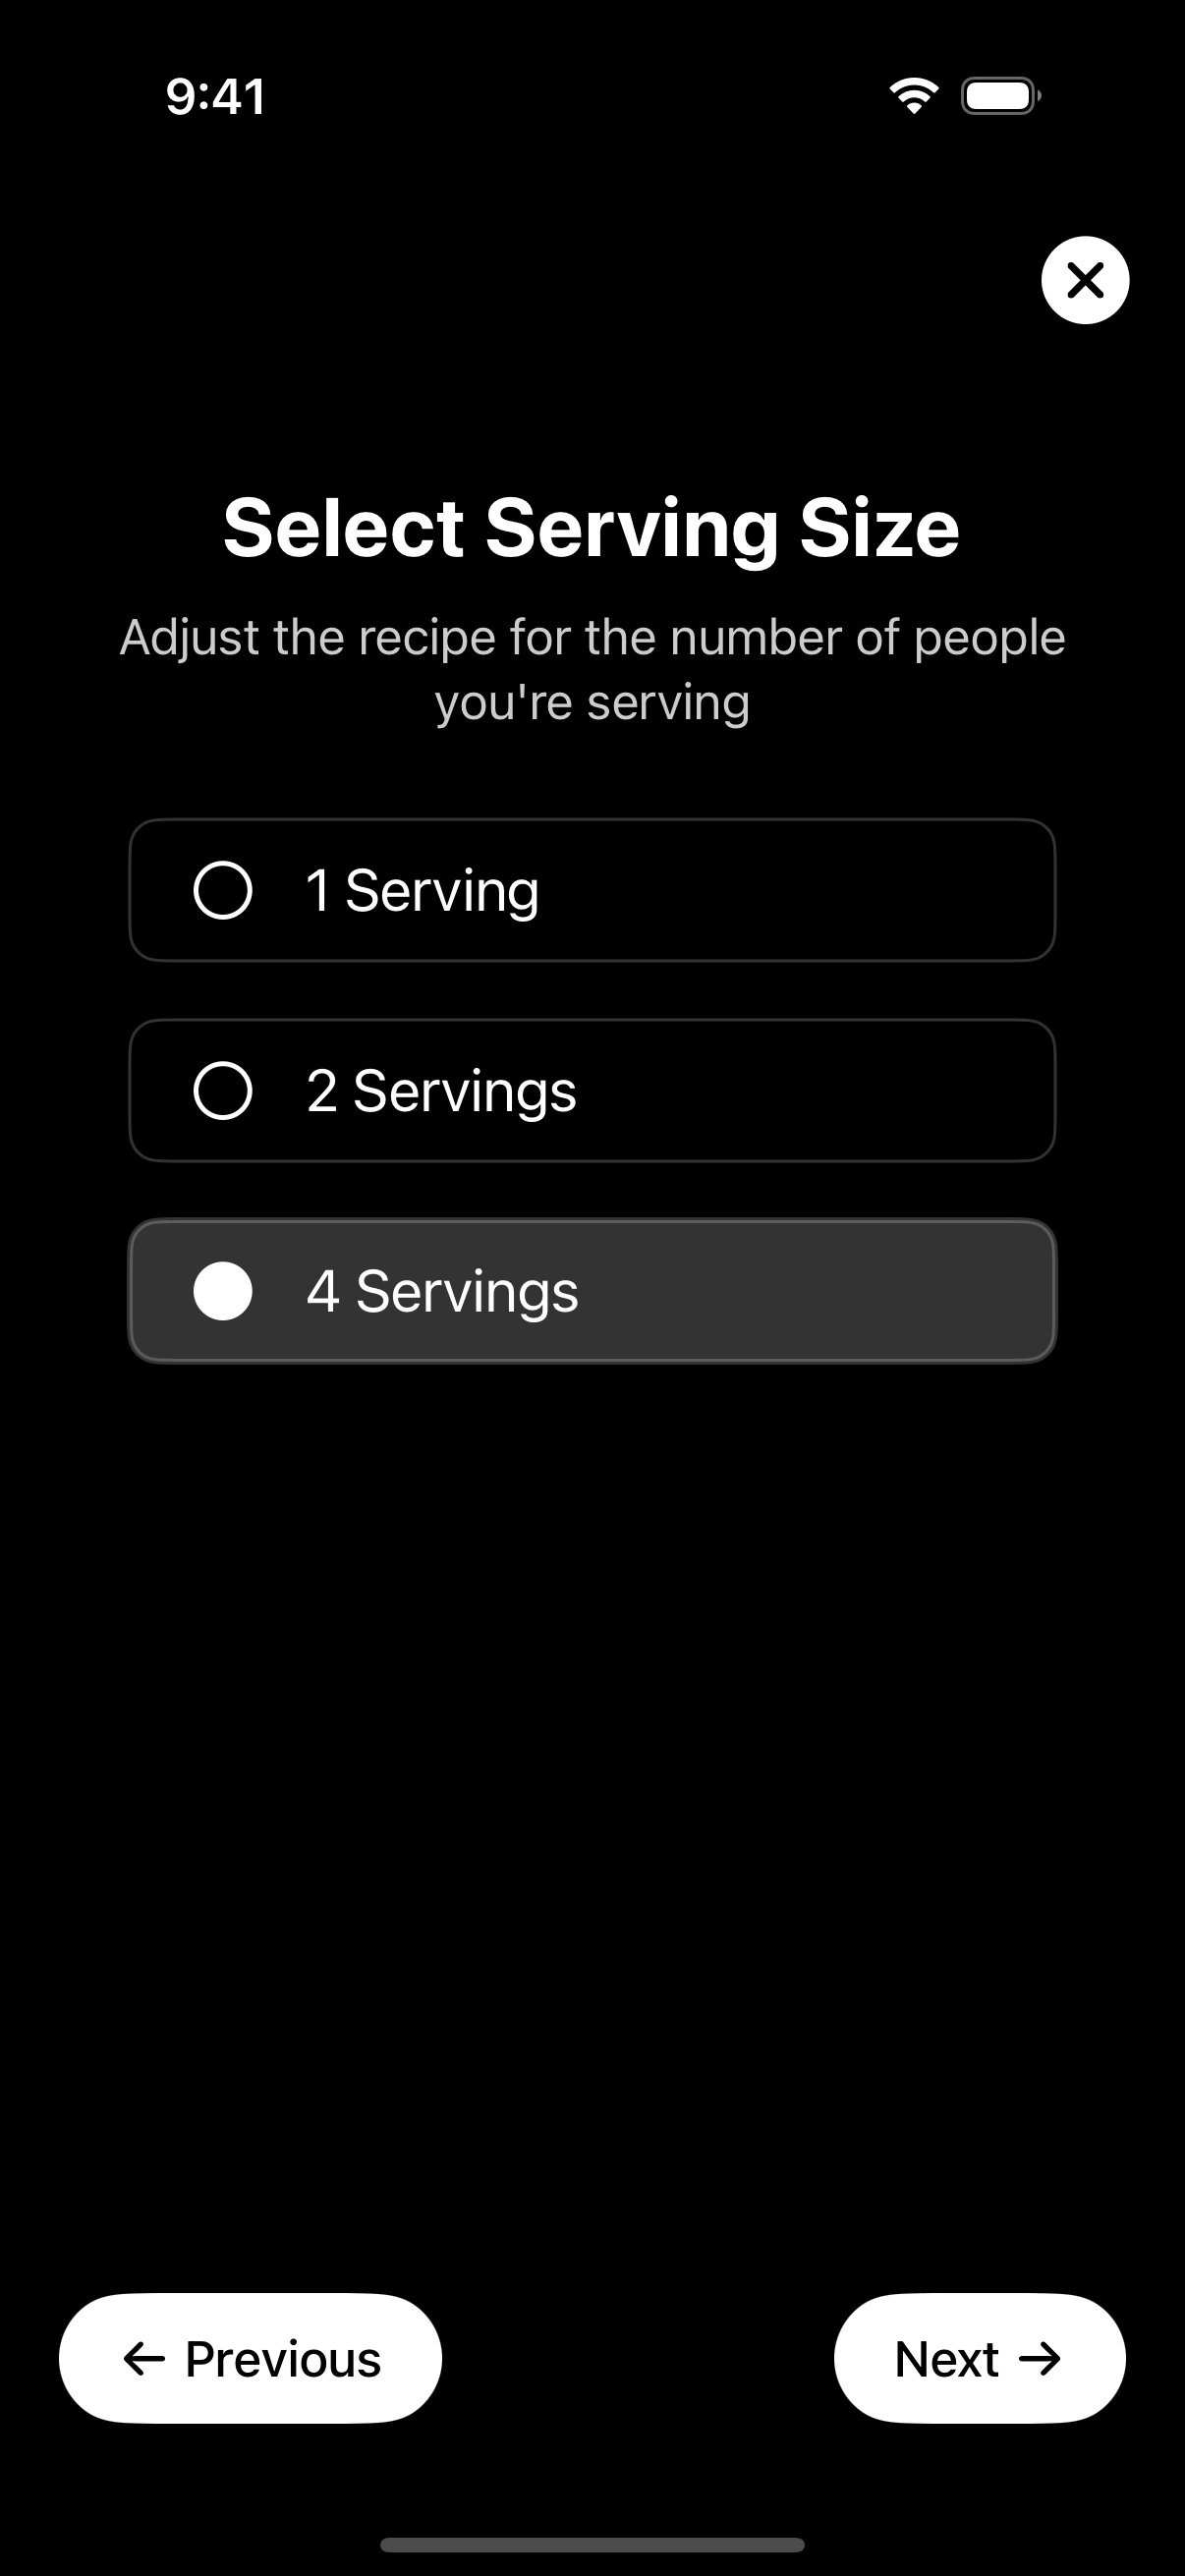 9:41
Select Serving Size
Adjust the recipe for the number of people
you're serving
1 Serving
2 Servings
4 Servings
Previous
Next